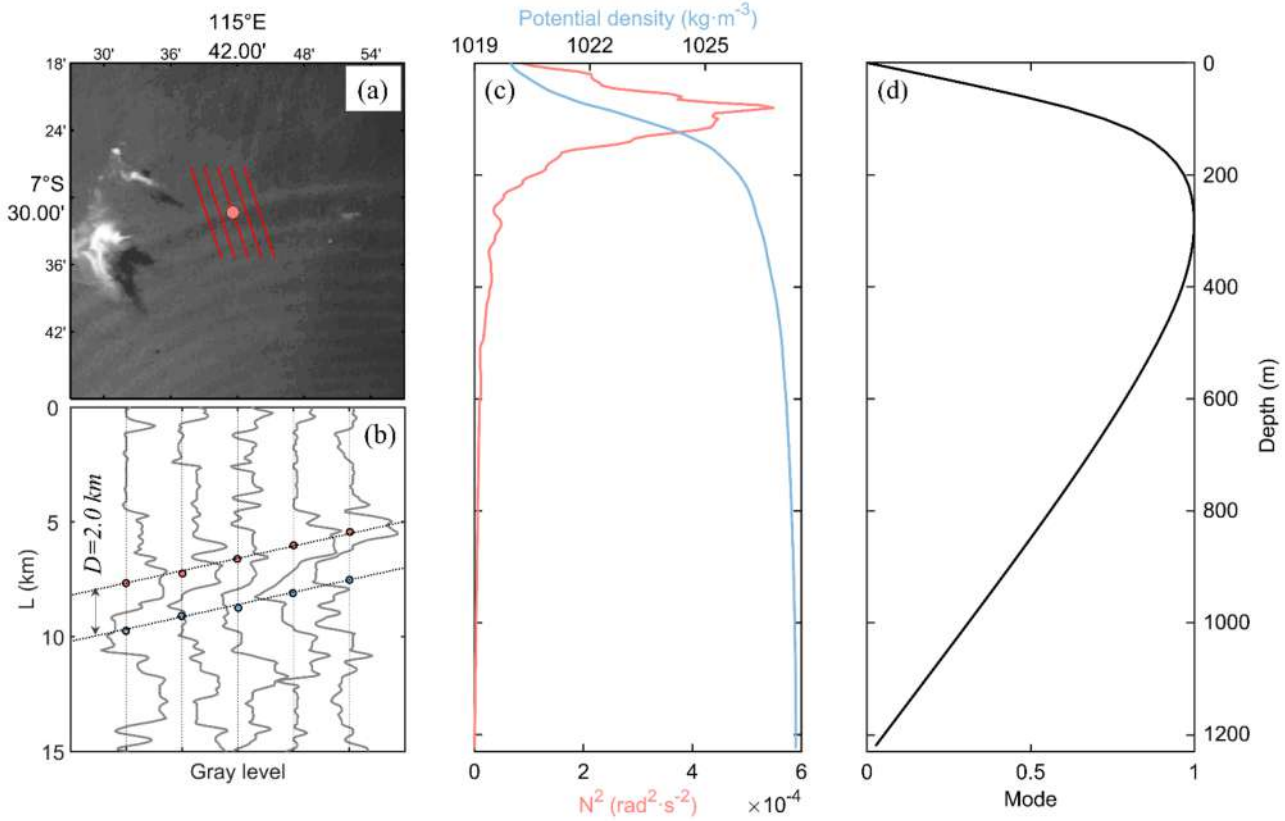 115°E
30' 36' 42.00' 48' 54'
18'
24'
7°S
30.00'
36'
42'
(a)
0
5
10
15
L (km)
D=2.0 km
(b)
Gray level
Potential density (kg·m⁻³)
1019 1022 1025
(c)
0 2 4 6
×10⁻⁴
N² (rad²·s⁻²)
(d)
0
200
400
600
800
1000
1200
Depth (m)
0 0.5 1
Mode